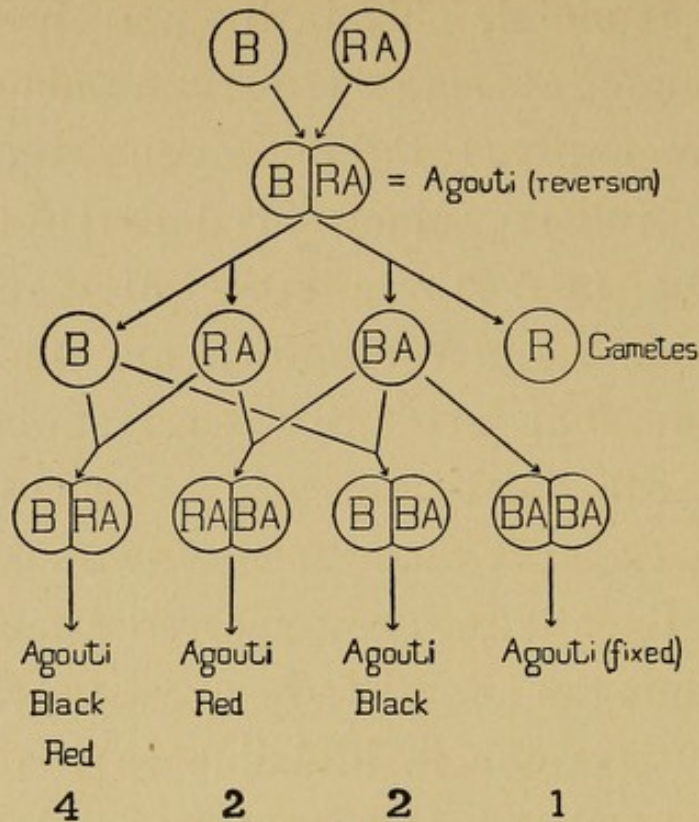 B RA
B RA = Agouti (reversion)
B RA BA R Gametes
B RA RA BA B BA BA BA
Agouti Agouti Agouti Agouti (fixed)
Black Red Black
Red
4 2 2 1